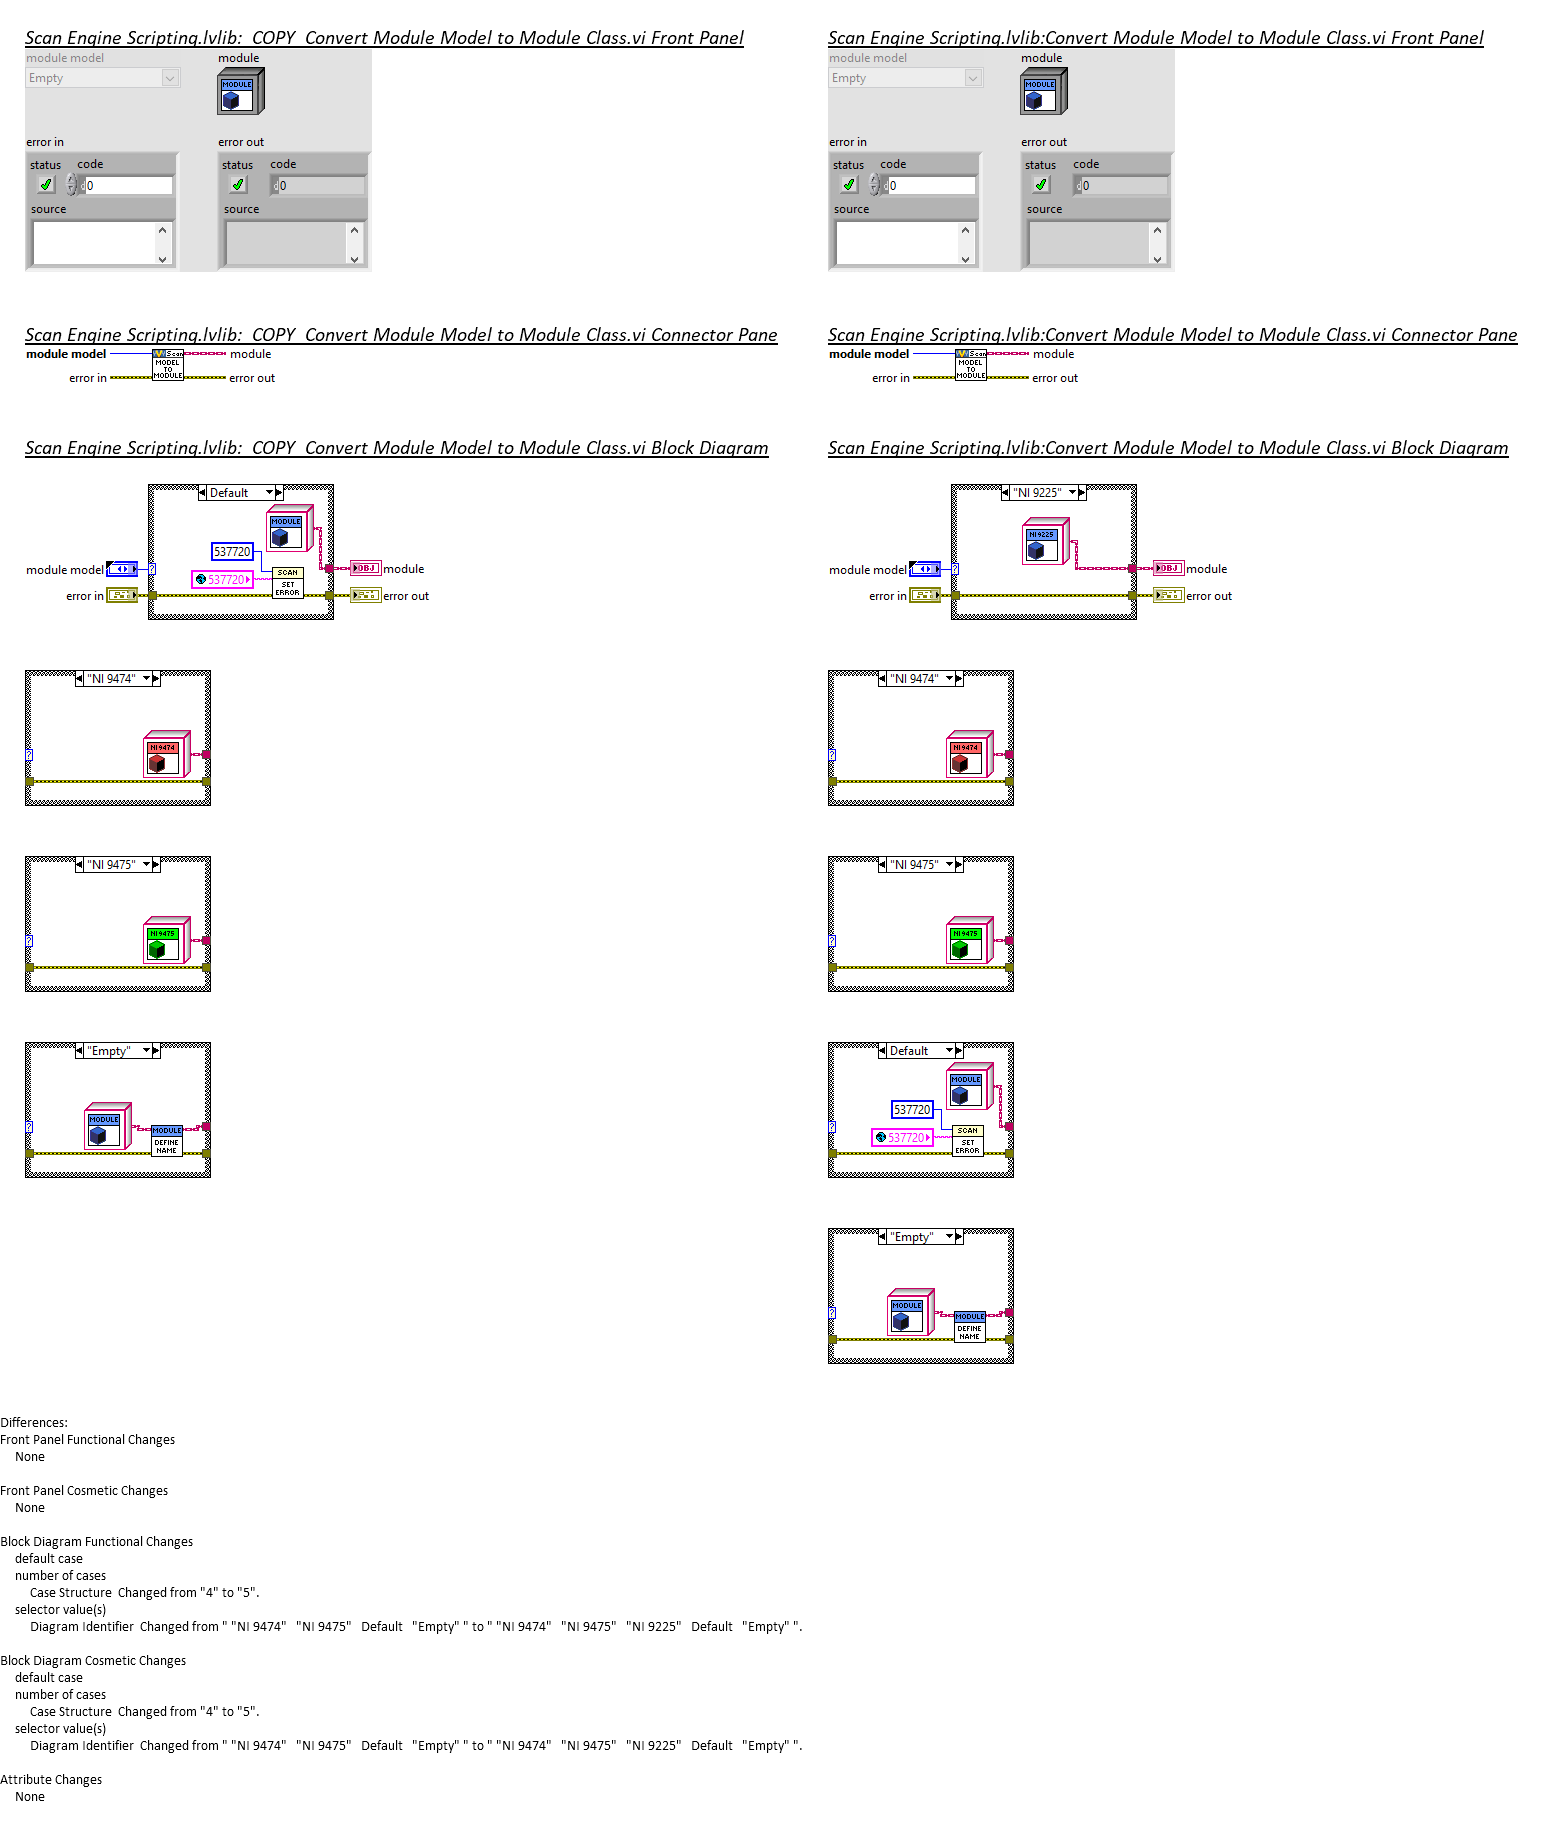 Scan Engine Scripting.lvlib:_COPY_Convert Module Model to Module Class.vi Front Panel
module model
module
Empty
MODULE
error in
error out
status code
status code
0
0
source
source
Scan Engine Scripting.lvlib:Convert Module Model to Module Class.vi Front Panel
module model
module
Empty
MODULE
error in
error out
status code
status code
0
0
source
source
Scan Engine Scripting.lvlib:_COPY_Convert Module Model to Module Class.vi Connector Pane
module model
Scan
MODEL
TO
MODULE
module
error in
error out
Scan Engine Scripting.lvlib:Convert Module Model to Module Class.vi Connector Pane
module model
Scan
MODEL
TO
MODULE
module
error in
error out
Scan Engine Scripting.lvlib:_COPY_Convert Module Model to Module Class.vi Block Diagram
Default
MODULE
537720
537720
SCAN
SET
ERROR
module model
?
OBJ
module
error in
error out
"NI 9474"
NI 9474
?
"NI 9475"
NI 9475
?
"Empty"
MODULE
?
MODULE
DEFINE
NAME
Scan Engine Scripting.lvlib:Convert Module Model to Module Class.vi Block Diagram
"NI 9225"
NI 9225
module model
?
OBJ
module
error in
error out
"NI 9474"
NI 9474
?
"NI 9475"
NI 9475
?
Default
MODULE
537720
537720
?
SCAN
SET
ERROR
"Empty"
MODULE
?
MODULE
DEFINE
NAME
Differences:
Front Panel Functional Changes
None
Front Panel Cosmetic Changes
None
Block Diagram Functional Changes
default case
number of cases
Case Structure  Changed from "4" to "5".
selector value(s)
Diagram Identifier  Changed from " "NI 9474"   "NI 9475"   Default   "Empty" " to " "NI 9474"   "NI 9475"   "NI 9225"   Default   "Empty" ".
Block Diagram Cosmetic Changes
default case
number of cases
Case Structure  Changed from "4" to "5".
selector value(s)
Diagram Identifier  Changed from " "NI 9474"   "NI 9475"   Default   "Empty" " to " "NI 9474"   "NI 9475"   "NI 9225"   Default   "Empty" ".
Attribute Changes
None